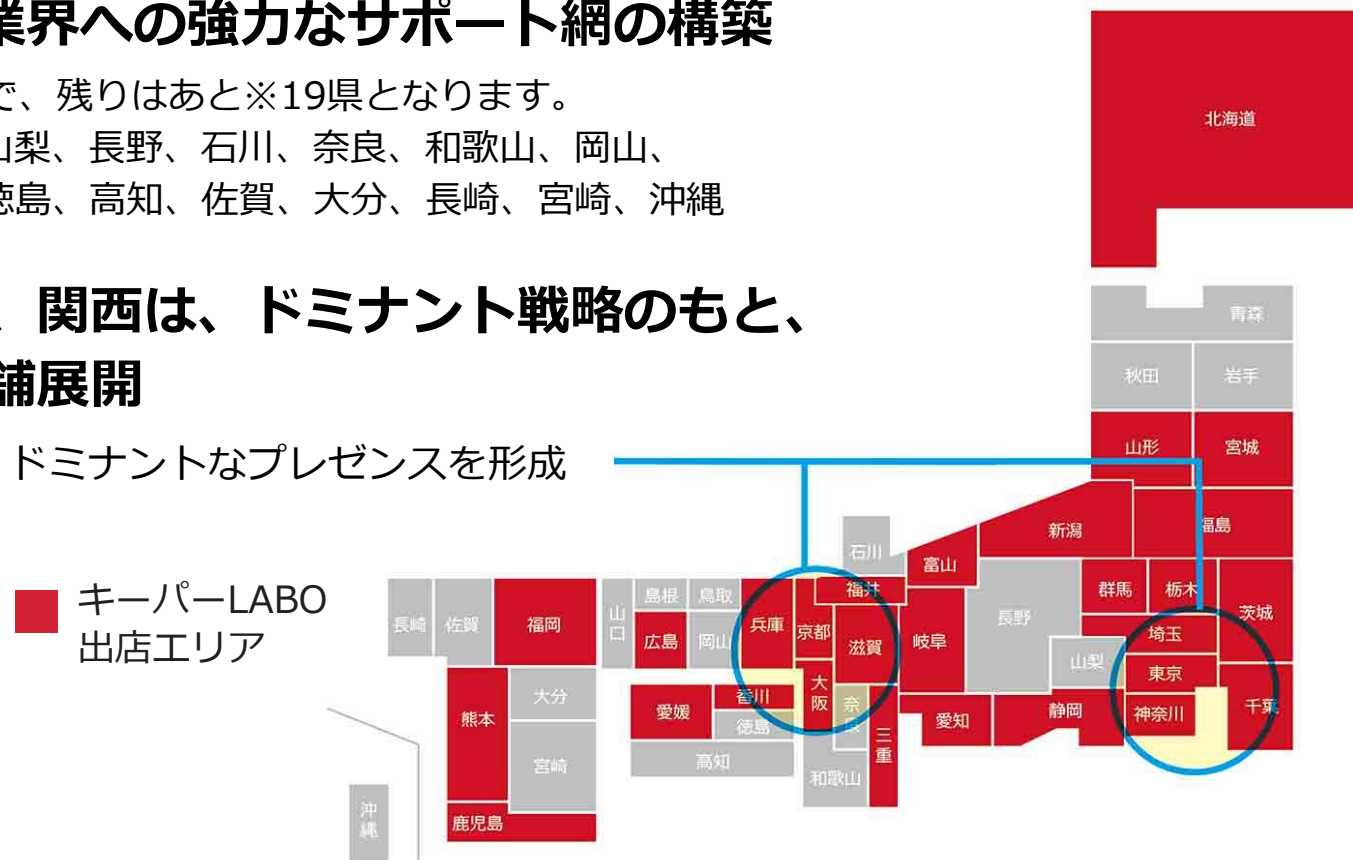 業界への強力なサポート網の構築
で、残りはあと※19県となります。
山梨、長野、石川、奈良、和歌山、岡山、
徳島、高知、佐賀、大分、長崎、宮崎、沖縄
、関西は、ドミナント戦略のもと、
舗展開
ドミナントなプレゼンスを形成
キーパーLABO
出店エリア
北海道
青森
秋田
岩手
山形
宮城
新潟
福島
石川
富山
福井
群馬
栃木
茨城
長野
埼玉
山梨
東京
千葉
神奈川
静岡
愛知
岐阜
滋賀
三重
京都
大阪
奈良
和歌山
兵庫
鳥取
島根
岡山
広島
山口
香川
愛媛
徳島
高知
福岡
佐賀
長崎
大分
熊本
宮崎
鹿児島
沖縄